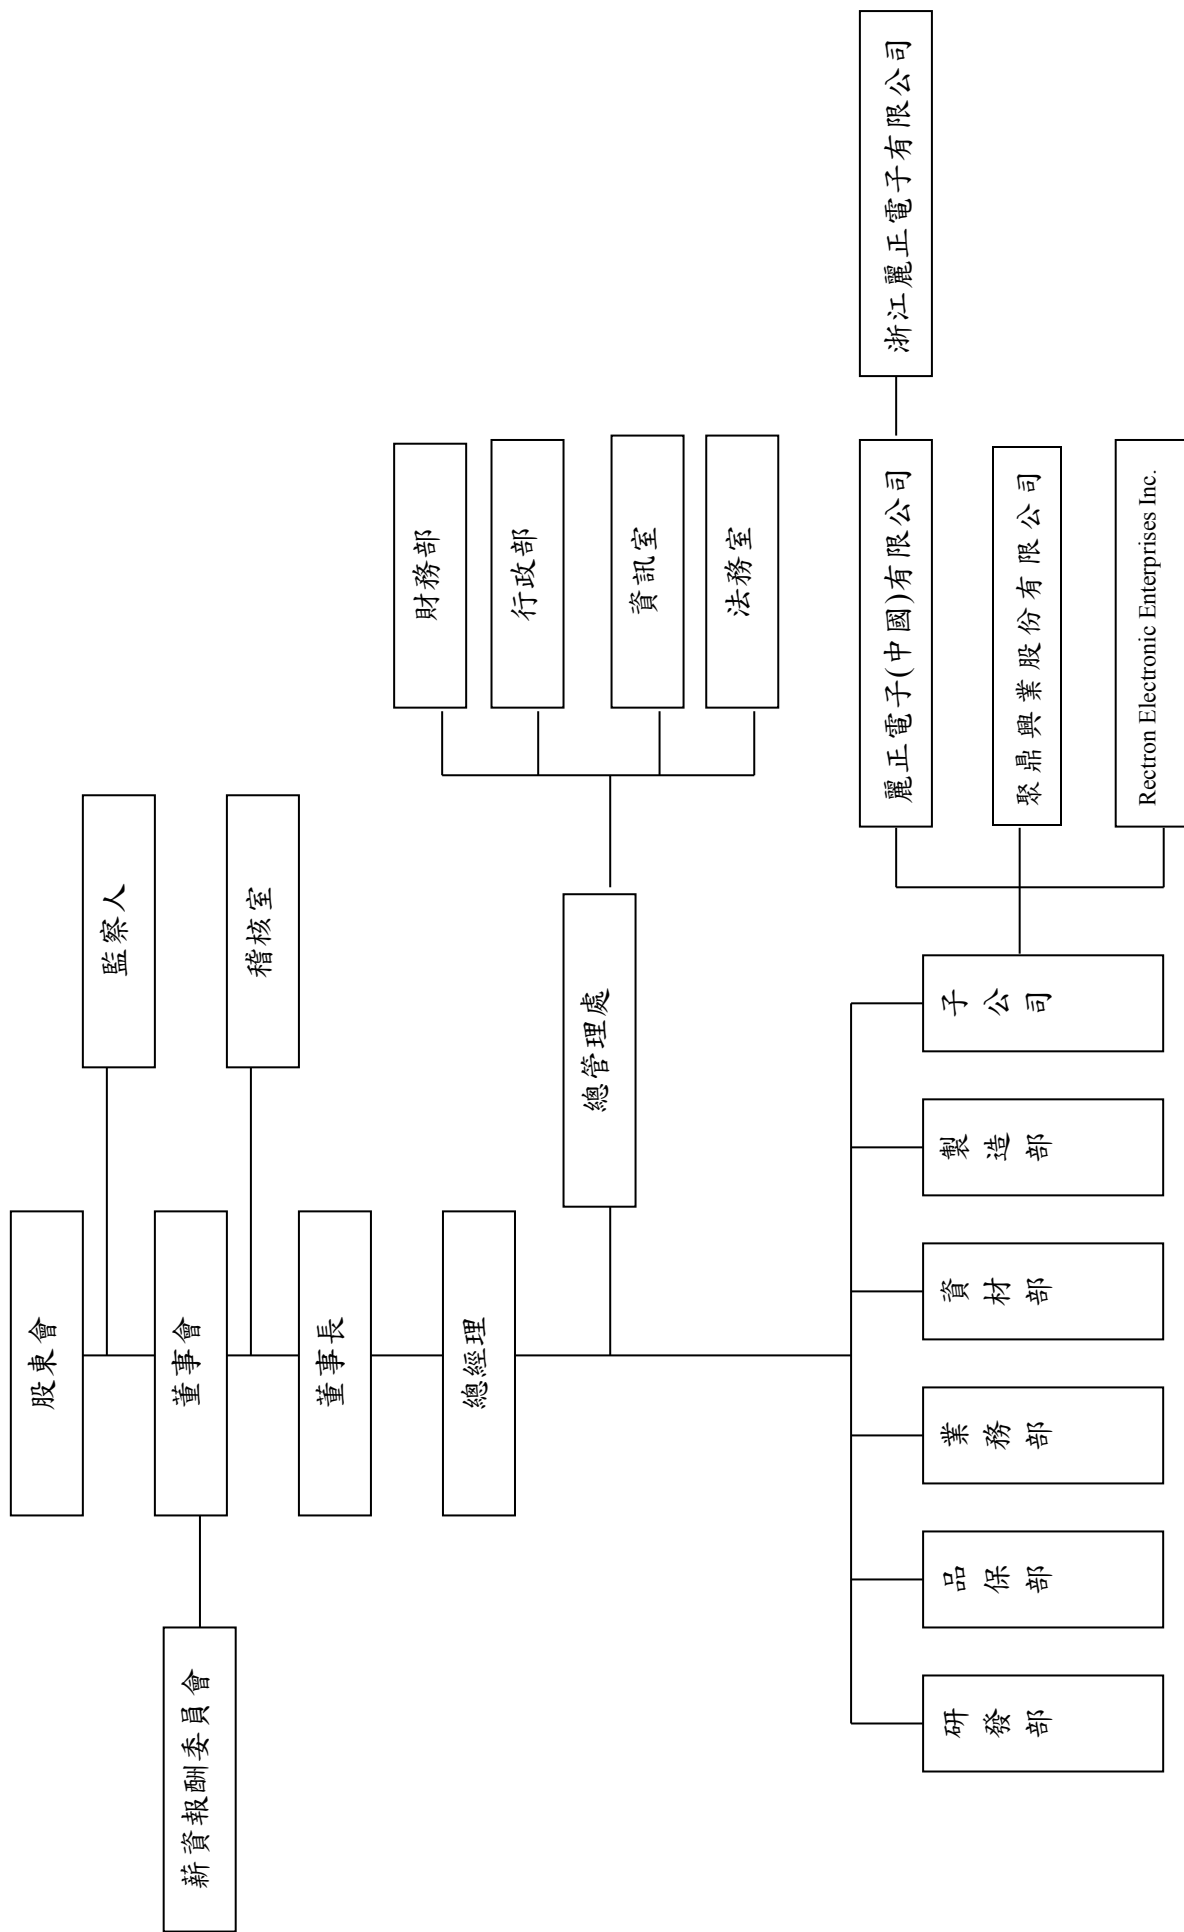 股東會
監察人
薪資報酬委員會
董事會
稽核室
董事長
總經理
總管理處
財務部
行政部
資訊室
法務室
研發部
品保部
業務部
資材部
製造部
子公司
麗正電子(中國)有限公司
浙江麗正電子有限公司
聚鼎興業股份有限公司
Rectron Electronic Enterprises Inc.